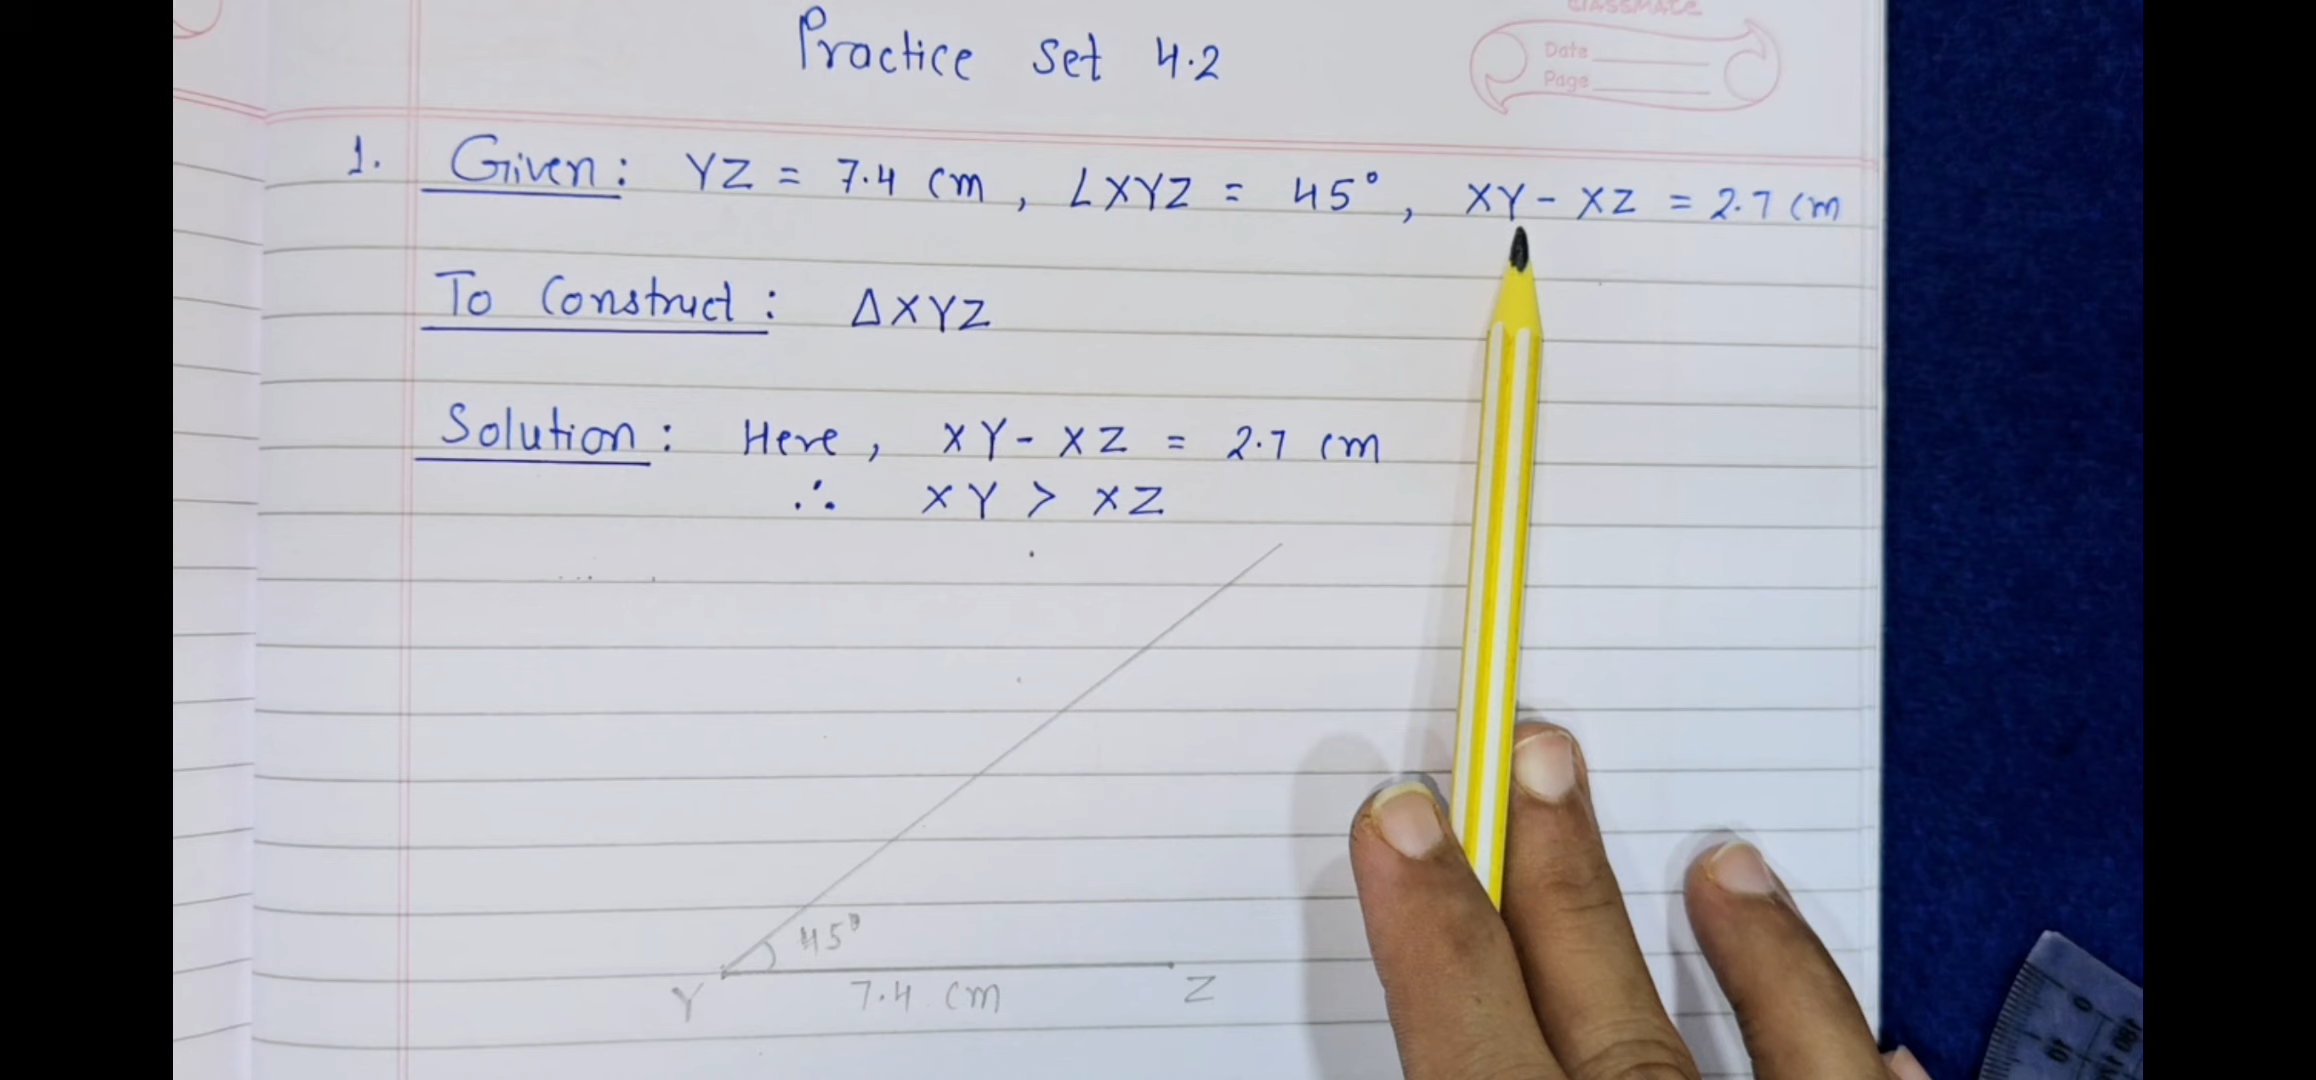 CLASSMATE
Practice Set 4.2
Date
Page
1. Given: YZ = 7.4 cm, ∠XYZ = 45°, XY - XZ = 2.7 cm
To Construct: ΔXYZ
Solution: Here, XY - XZ = 2.7 cm
∴ XY > XZ
45°
Y 7.4 cm Z